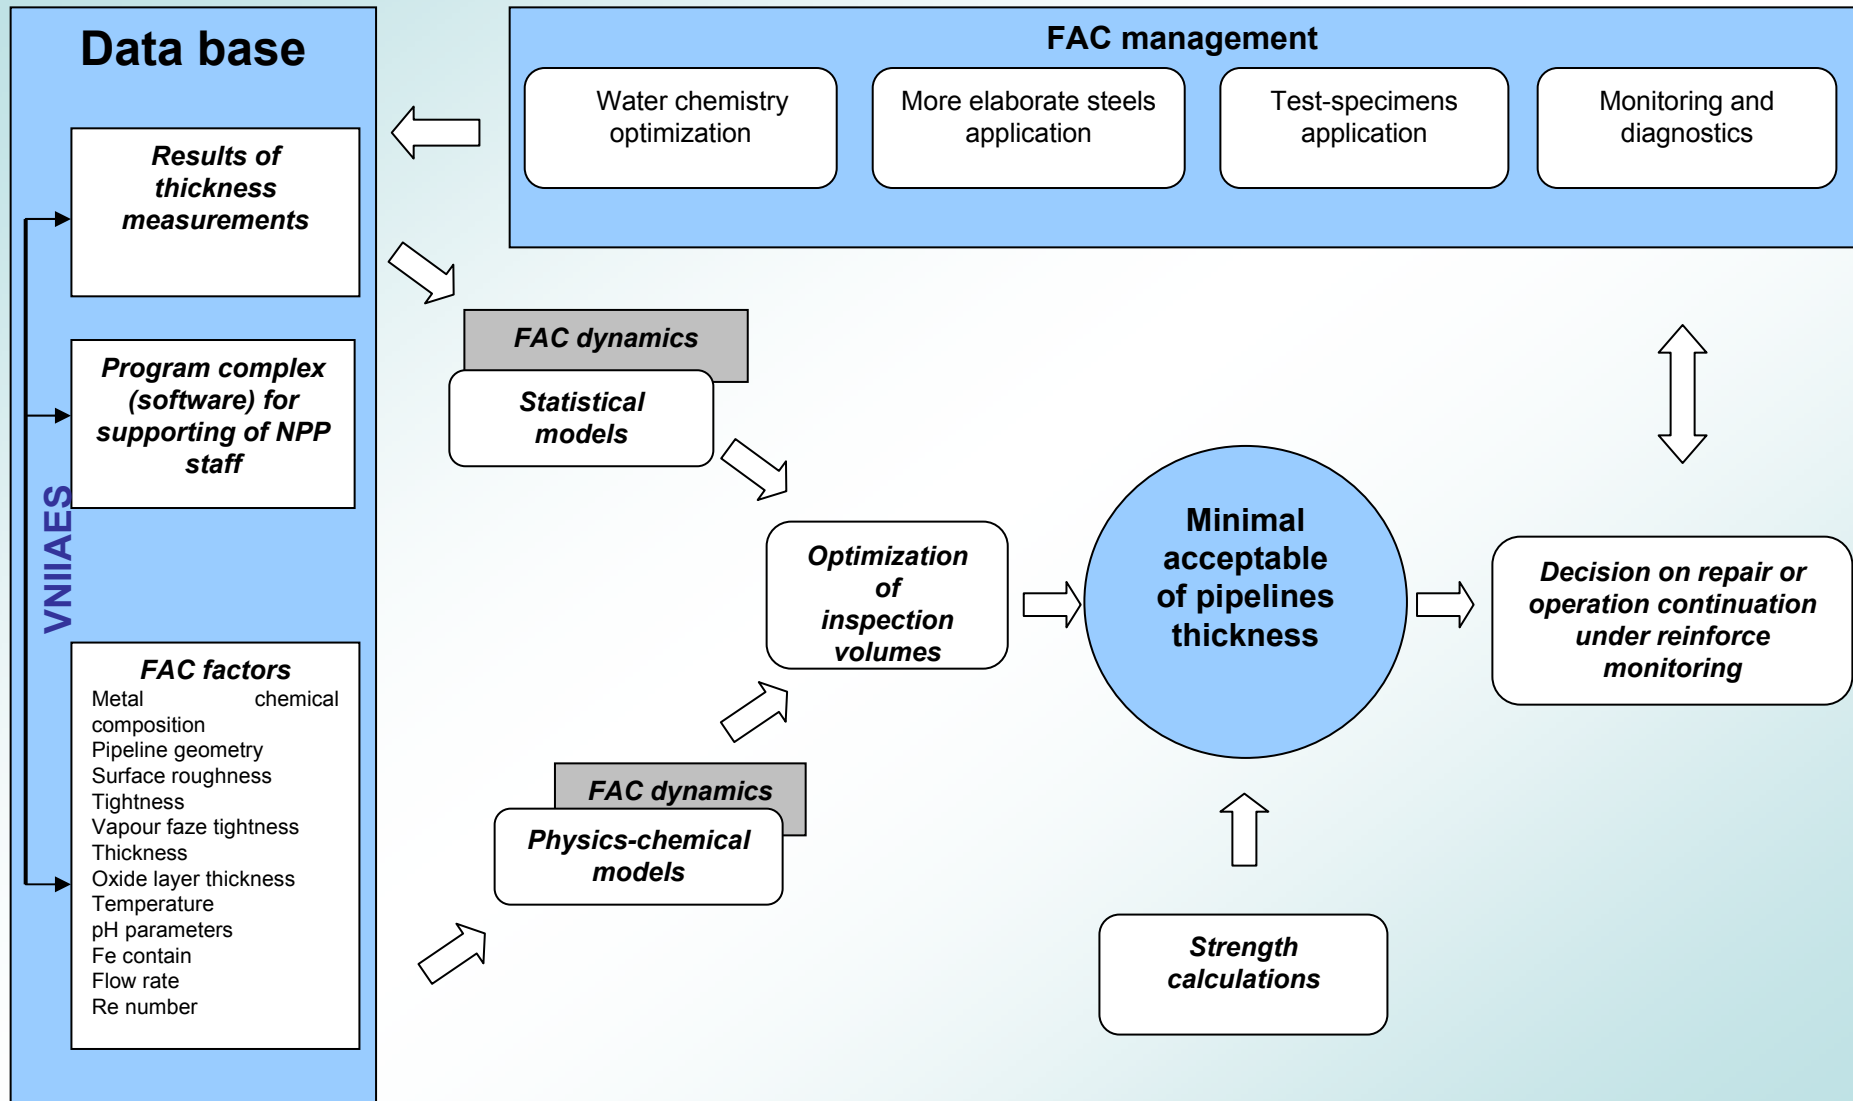 Data base
Results of
thickness
measurements
Program complex
(software) for
supporting of NPP
staff
VNIIAES
FAC factors
Metal chemical
composition
Pipeline geometry
Surface roughness
Tightness
Vapour faze tightness
Thickness
Oxide layer thickness
Temperature
pH parameters
Fe contain
Flow rate
Re number
FAC management
Water chemistry
optimization
More elaborate steels
application
Test-specimens
application
Monitoring and
diagnostics
FAC dynamics
Statistical
models
FAC dynamics
Physics-chemical
models
Optimization
of
inspection
volumes
Minimal
acceptable
of pipelines
thickness
Strength
calculations
Decision on repair or
operation continuation
under reinforce
monitoring